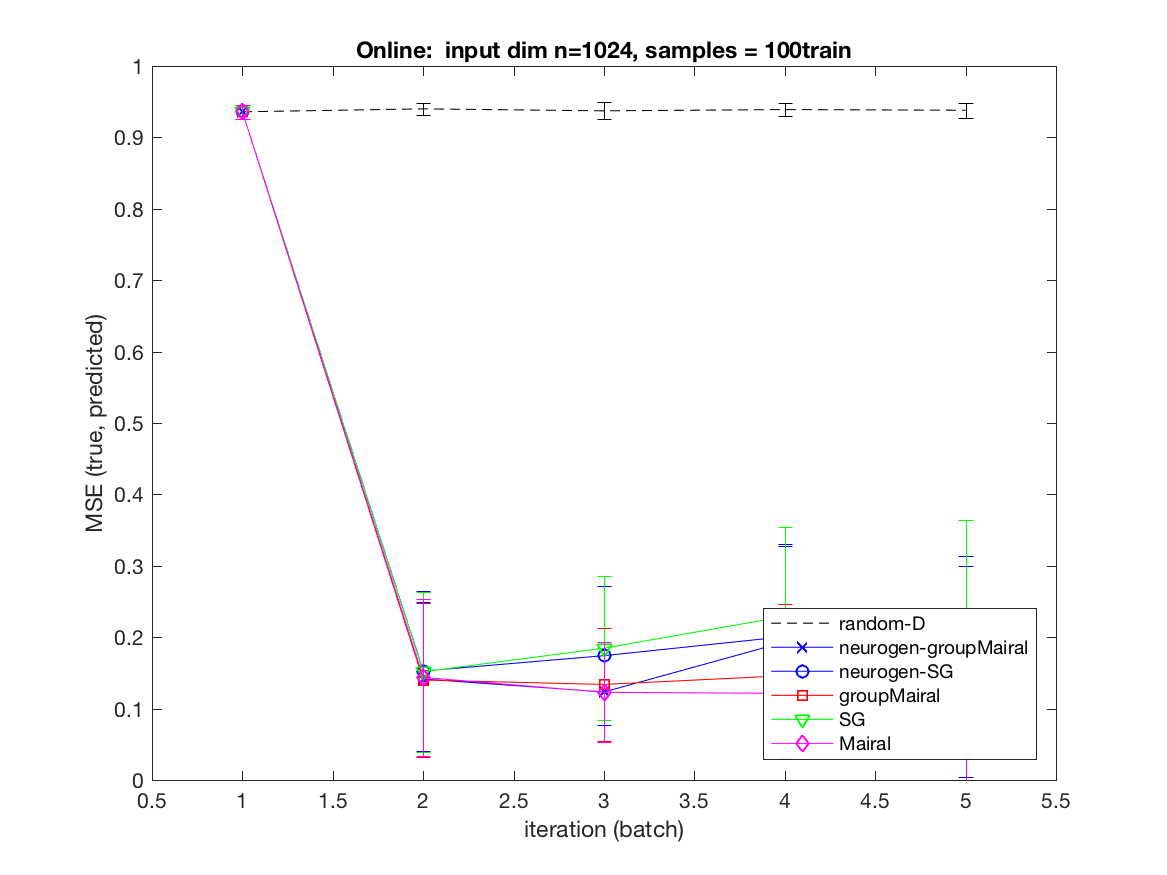 Online:  input dim n=1024, samples = 100train
MSE (true, predicted)
1
0.9
0.8
0.7
0.6
0.5
0.4
0.3
0.2
0.1
0
random-D
neurogen-groupMairal
neurogen-SG
groupMairal
SG
Mairal
0.5 1 1.5 2 2.5 3 3.5 4 4.5 5 5.5
iteration (batch)